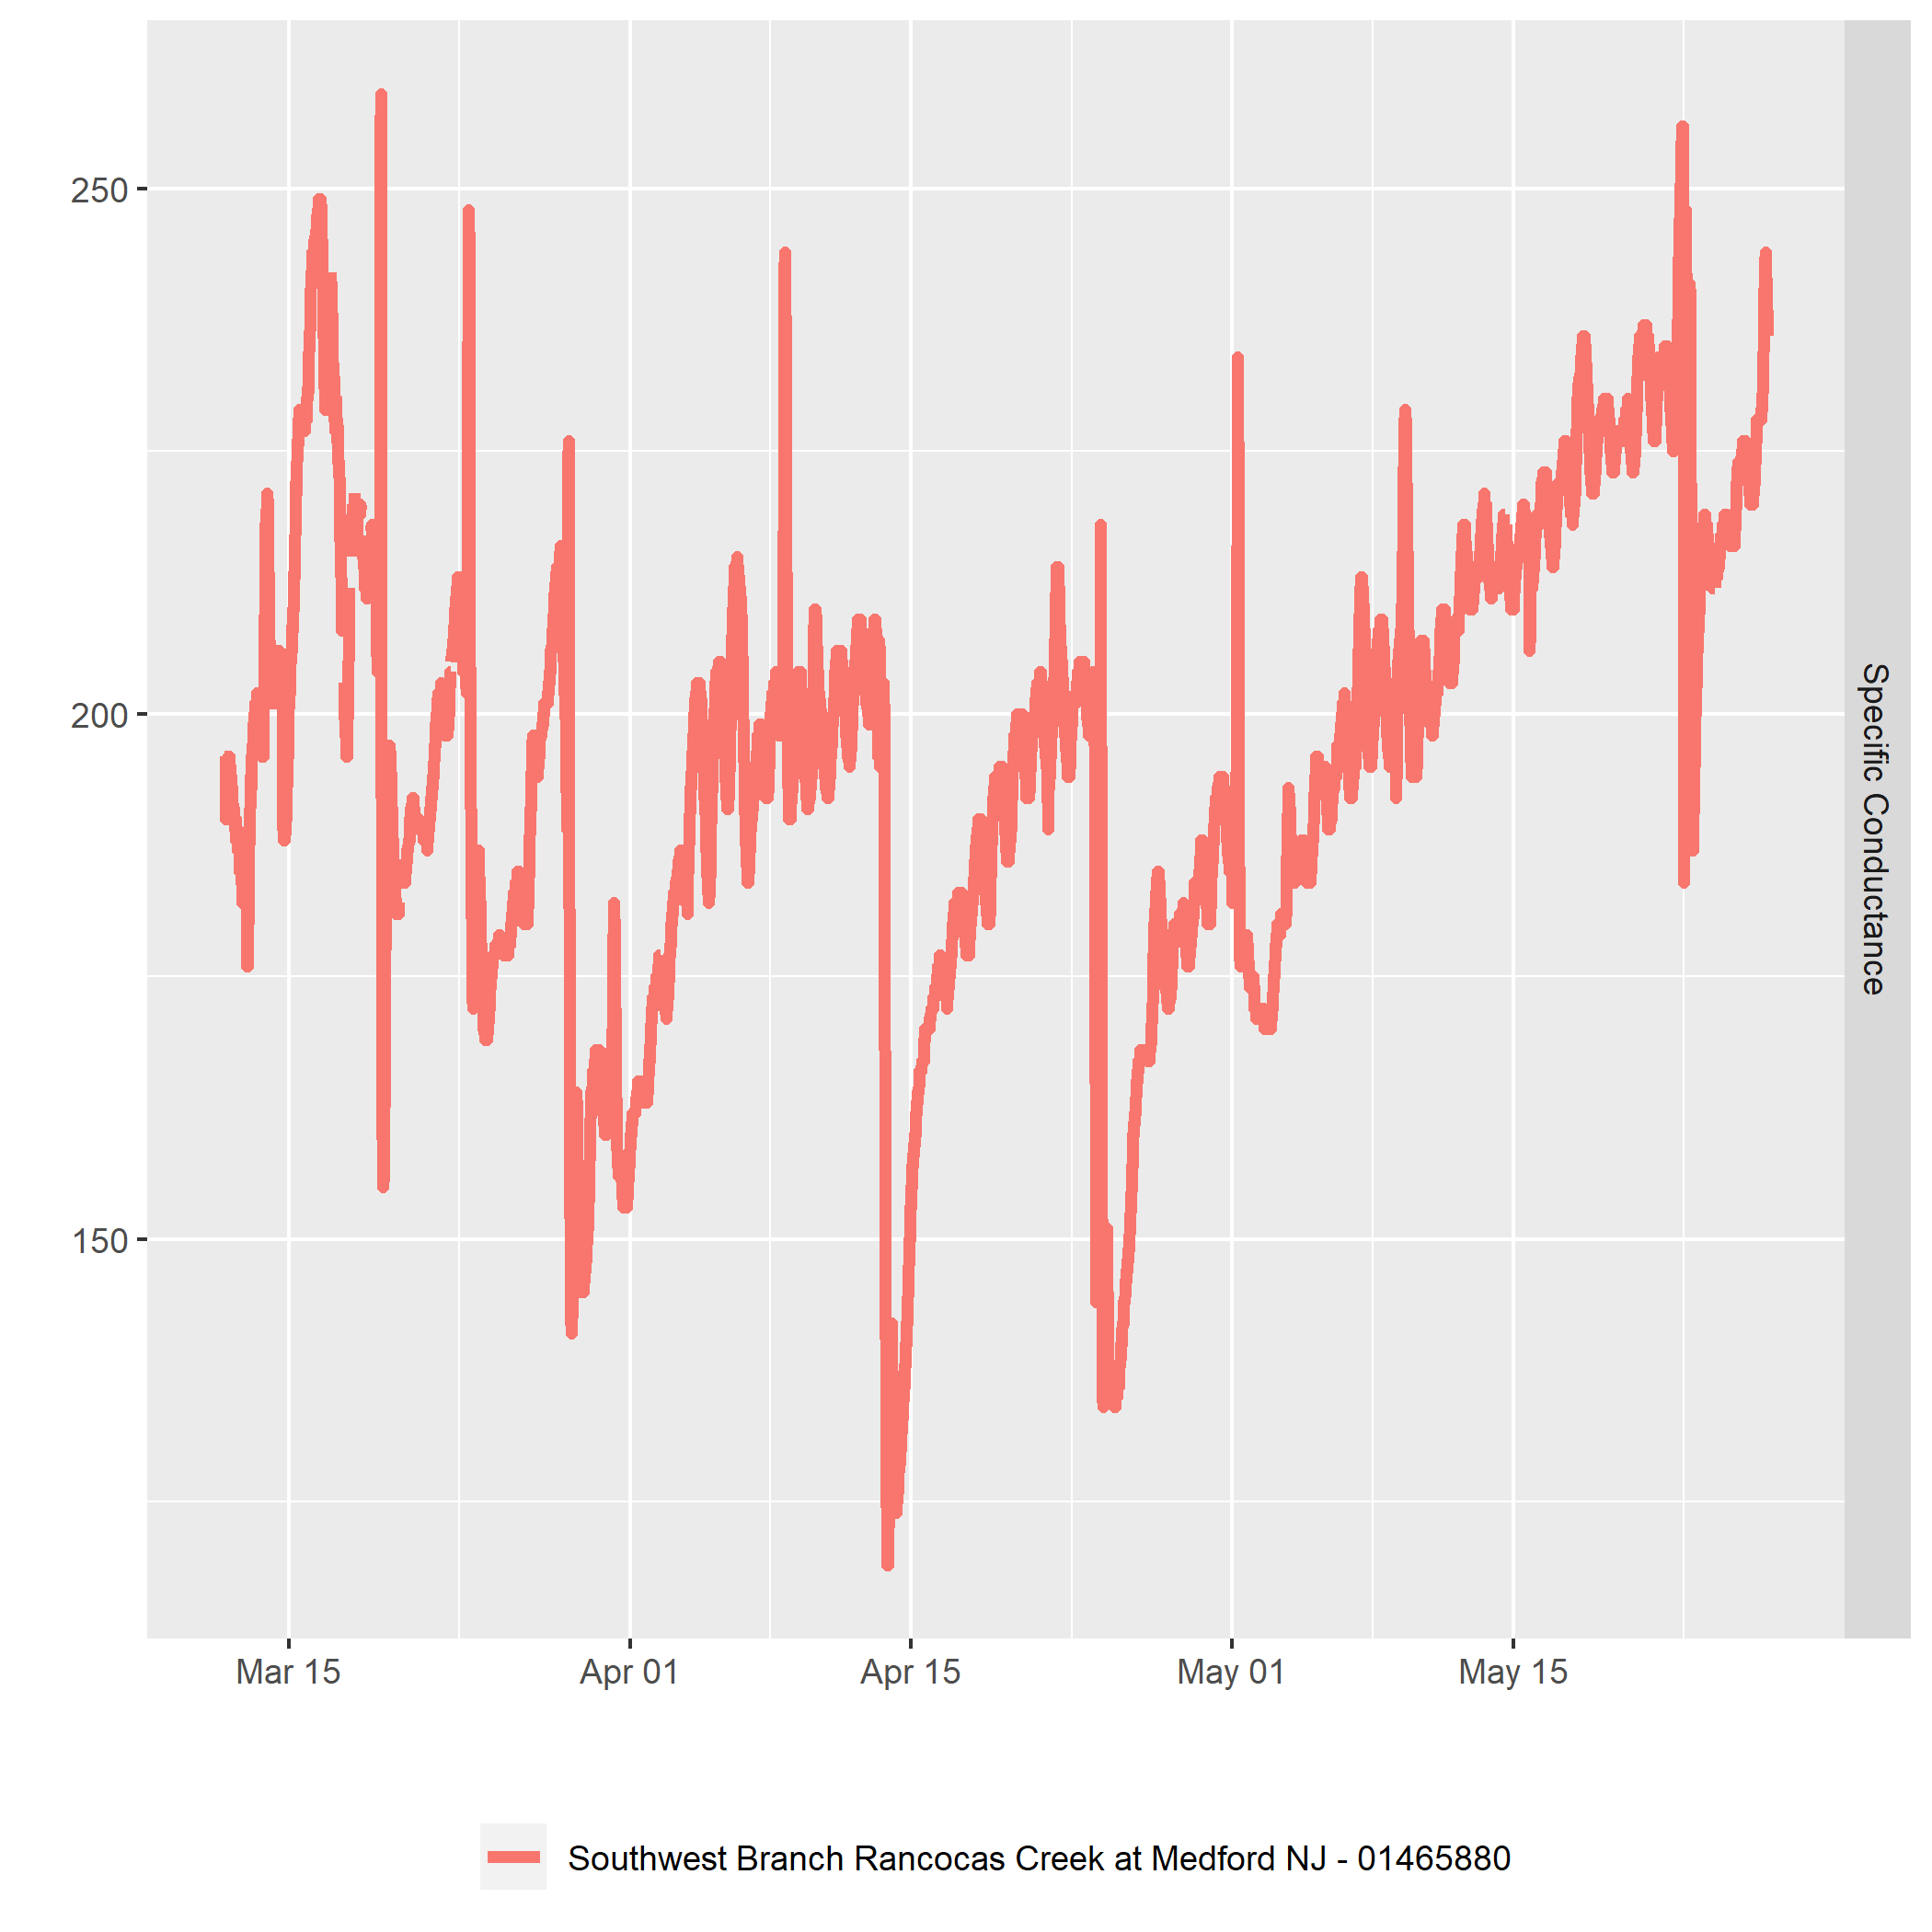 250
200
150
Specific Conductance
Mar 15
Apr 01
Apr 15
May 01
May 15
Southwest Branch Rancocas Creek at Medford NJ - 01465880